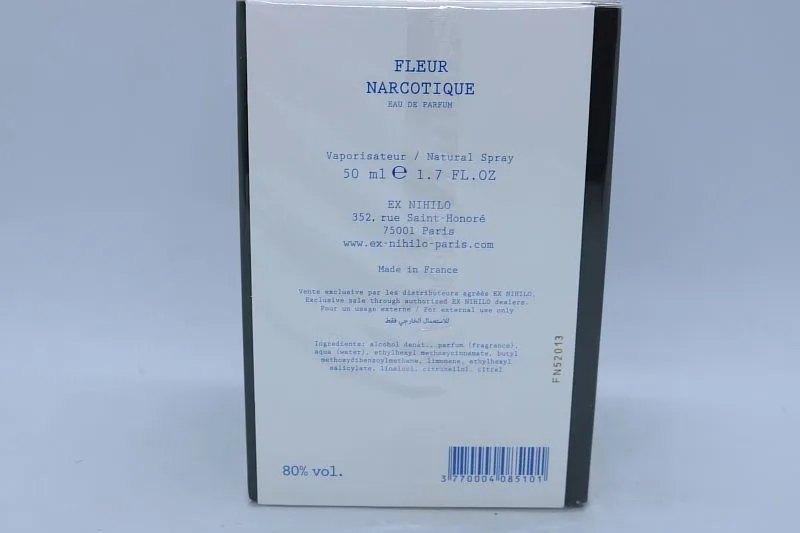 FLEUR
NARCOTIQUE
EAU DE PARFUM
Vaporisateur / Natural Spray
50 ml ℮ 1.7 FL.OZ
EX NIHILO
352, rue Saint-Honoré
75001 Paris
www.ex-nihilo-paris.com
Made in France
Vente exclusive par les distributeurs agréés EX NIHILO.
Exclusive sale through authorized EX NIHILO dealers.
Pour un usage externe / For external use only
للاستعمال الخارجي فقط
Ingredients: alcohol denat., parfum (fragrance),
aqua (water), ethylhexyl methoxycinnamate, butyl
methoxydibenzoylmethane, limonene, ethylhexyl
salicylate, linalool, citronellol, citral
FN52013
80% vol.
3 770004 085101